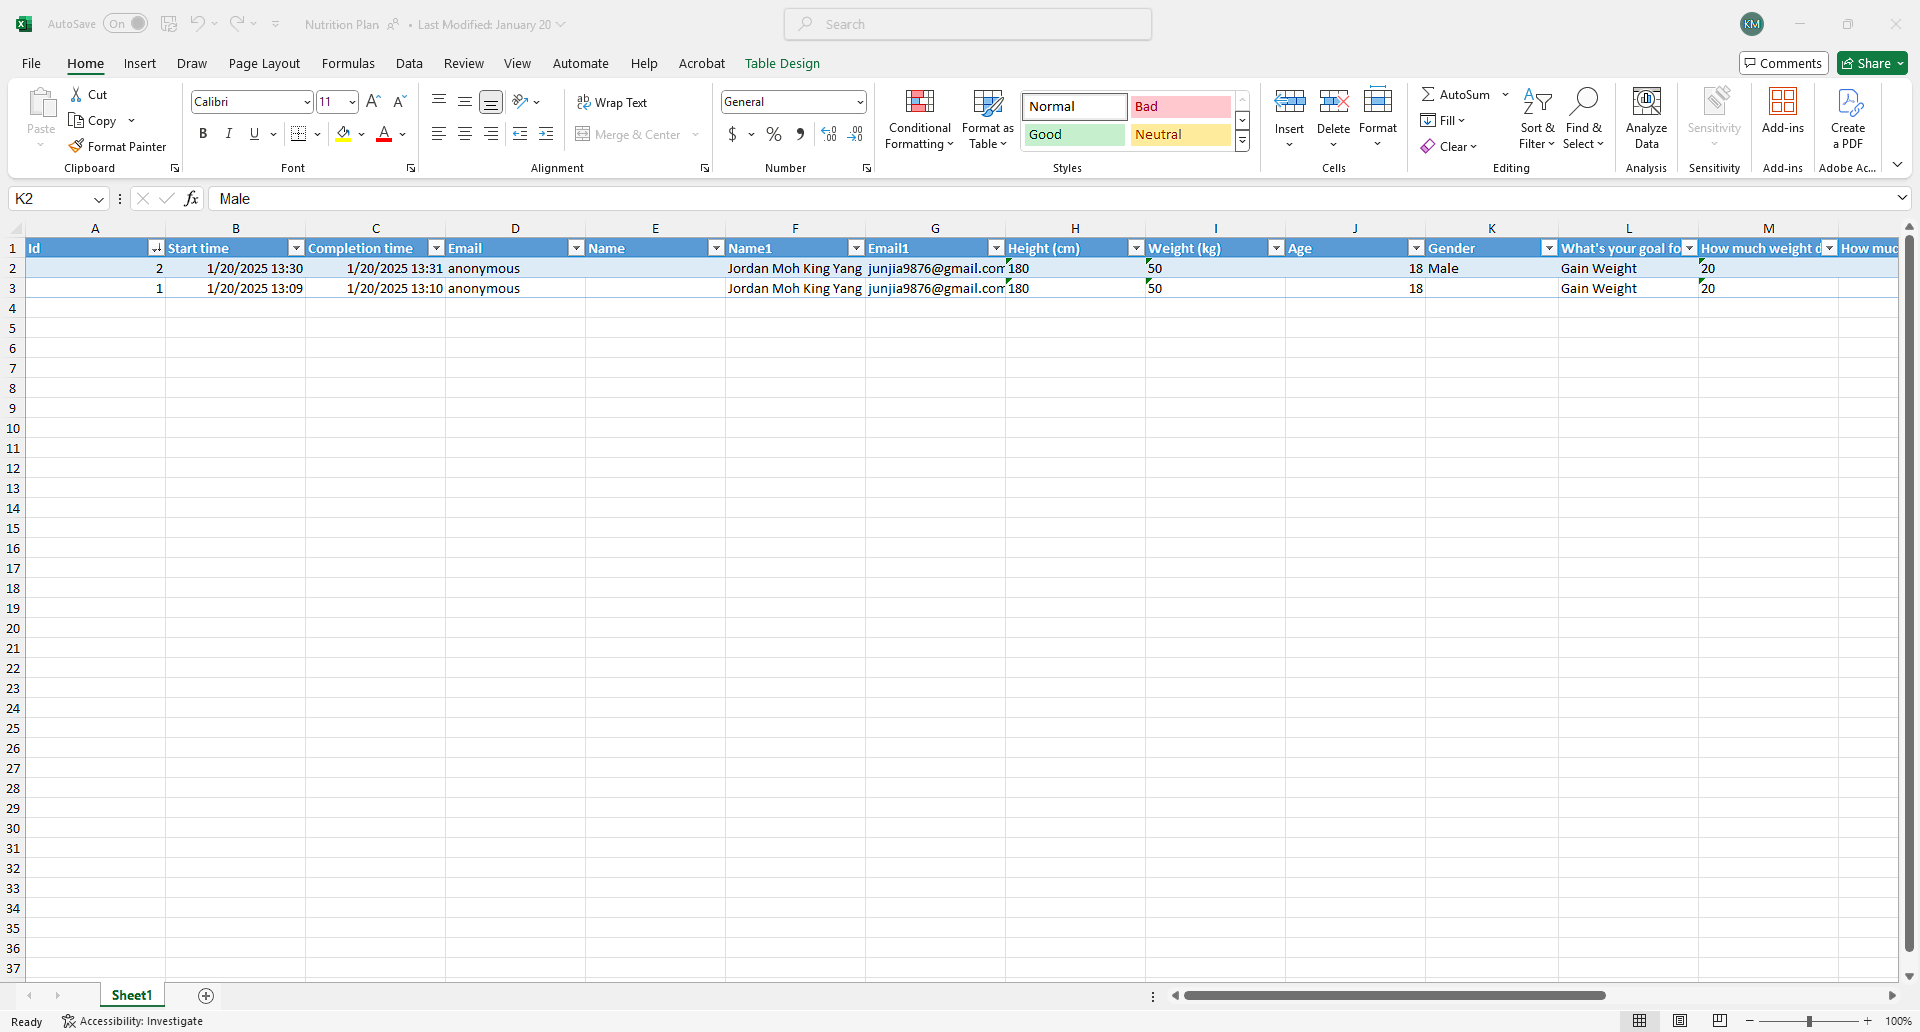 AutoSave On Nutrition Plan • Last Modified: January 20 Search KM
File Home Insert Draw Page Layout Formulas Data Review View Automate Help Acrobat Table Design Comments Share
Paste Cut Copy Format Painter
Clipboard
Calibri 11 A A
B I U A
Font
Wrap Text
Merge & Center
Alignment
General
$ % ,
Number
Conditional Formatting
Format as Table
Normal Bad
Good Neutral
Styles
Insert Delete Format
Cells
AutoSum
Fill
Clear
Sort & Filter
Find & Select
Editing
Analyze Data
Analysis
Sensitivity
Sensitivity
Add-ins
Add-ins
Create a PDF
Adobe Ac...
K2 fx Male
A B C D E F G H I J K L M
1 Id Start time Completion time Email Name Name1 Email1 Height (cm) Weight (kg) Age Gender What's your goal fo How much weight d How muc
2 2 1/20/2025 13:30 1/20/2025 13:31 anonymous Jordan Moh King Yang junjia9876@gmail.com 180 50 18 Male Gain Weight 20
3 1 1/20/2025 13:09 1/20/2025 13:10 anonymous Jordan Moh King Yang junjia9876@gmail.com 180 50 18 Gain Weight 20
4
5
6
7
8
9
10
11
12
13
14
15
16
17
18
19
20
21
22
23
24
25
26
27
28
29
30
31
32
33
34
35
36
37
Sheet1
Ready Accessibility: Investigate 100%